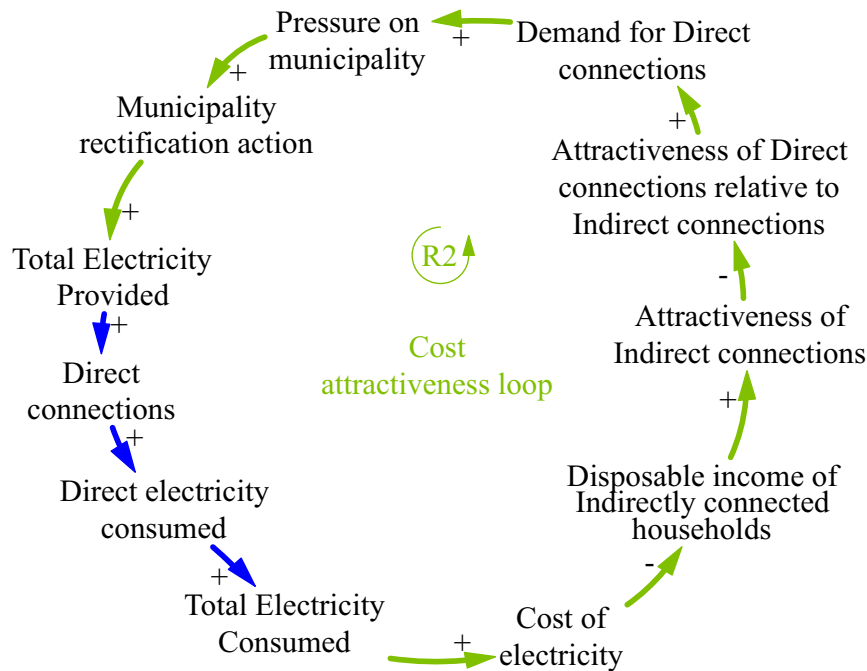 Pressure on
municipality
+
Demand for Direct
connections
+
Municipality
rectification action
+
Attractiveness of Direct
connections relative to
Indirect connections
+
Total Electricity
Provided
R2
-
+
Attractiveness of
Indirect connections
Cost
attractiveness loop
Direct
connections
+
+
Direct electricity
consumed
Disposable income of
Indirectly connected
households
+
-
Total Electricity
Consumed
+
Cost of
electricity